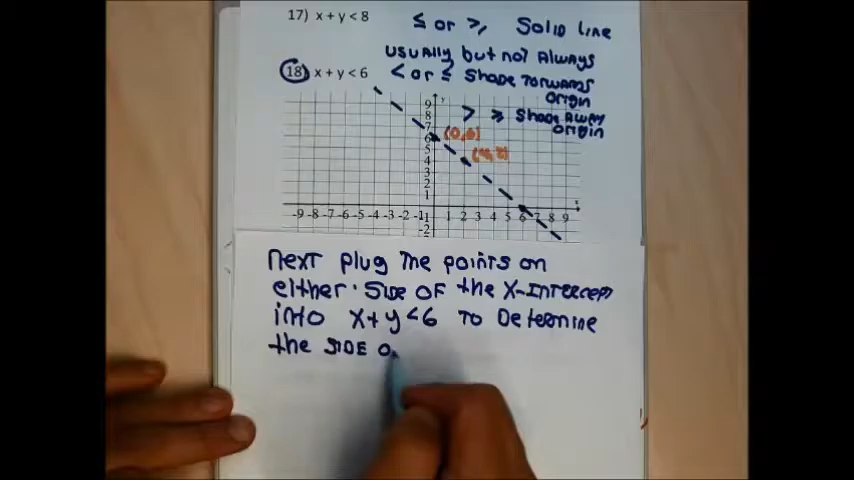 17) x + y < 8
≤ or ≥, Solid Line
usually but not Always
18) x + y < 6
< or ≤ Shade Torwards
origin
> ≥ Shade Away
origin
y
9
8
7
6
5
4
3
2
1
(0,6)
x
-9 -8 -7 -6 -5 -4 -3 -2 -1 1 2 3 4 5 6 7 8 9
-1
-2
Next plug The points on
either side of the X-Intercept
into X+y<6 To Determine
the side o